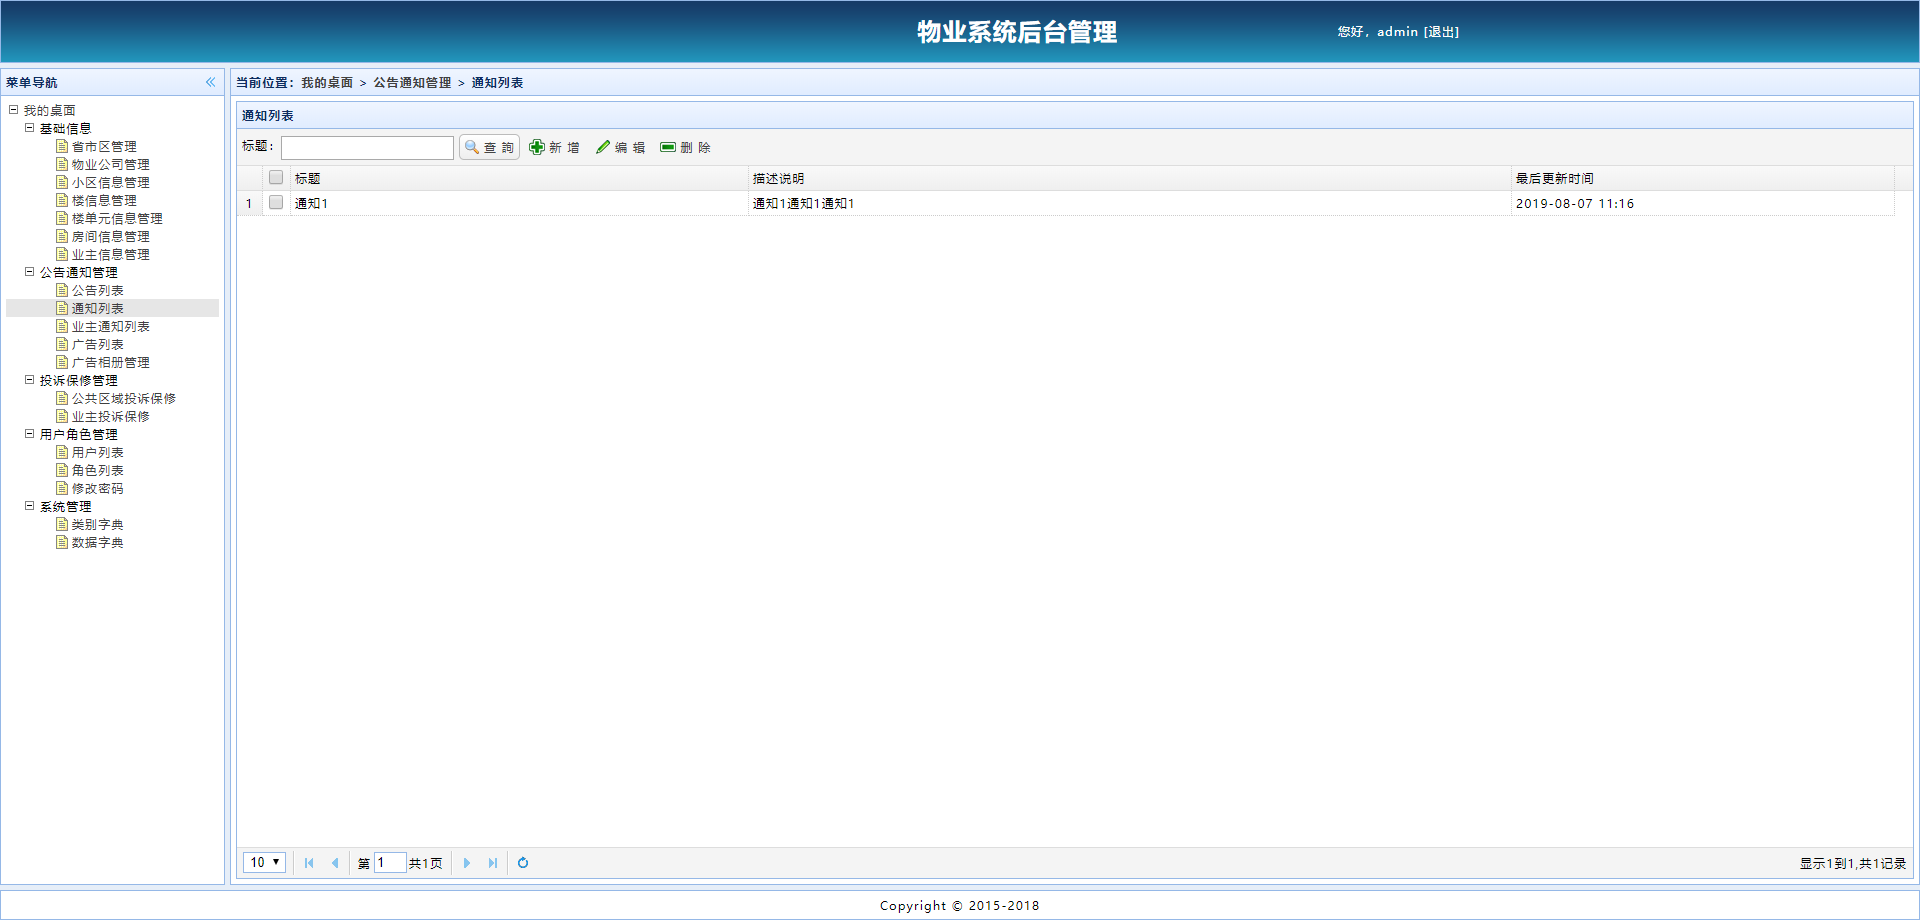 物业系统后台管理
您好，admin [退出]
菜单导航
我的桌面
基础信息
省市区管理
物业公司管理
小区信息管理
楼信息管理
楼单元信息管理
房间信息管理
业主信息管理
公告通知管理
公告列表
通知列表
业主通知列表
广告列表
广告相册管理
投诉保修管理
公共区域投诉保修
业主投诉保修
用户角色管理
用户列表
角色列表
修改密码
系统管理
类别字典
数据字典
当前位置：我的桌面 > 公告通知管理 > 通知列表
通知列表
标题： 查 詢 新 增 编 辑 删 除
标题 描述说明 最后更新时间
1 通知1 通知1通知1通知1 2019-08-07 11:16
10 第 1 共1页 显示1到1,共1记录
Copyright © 2015-2018